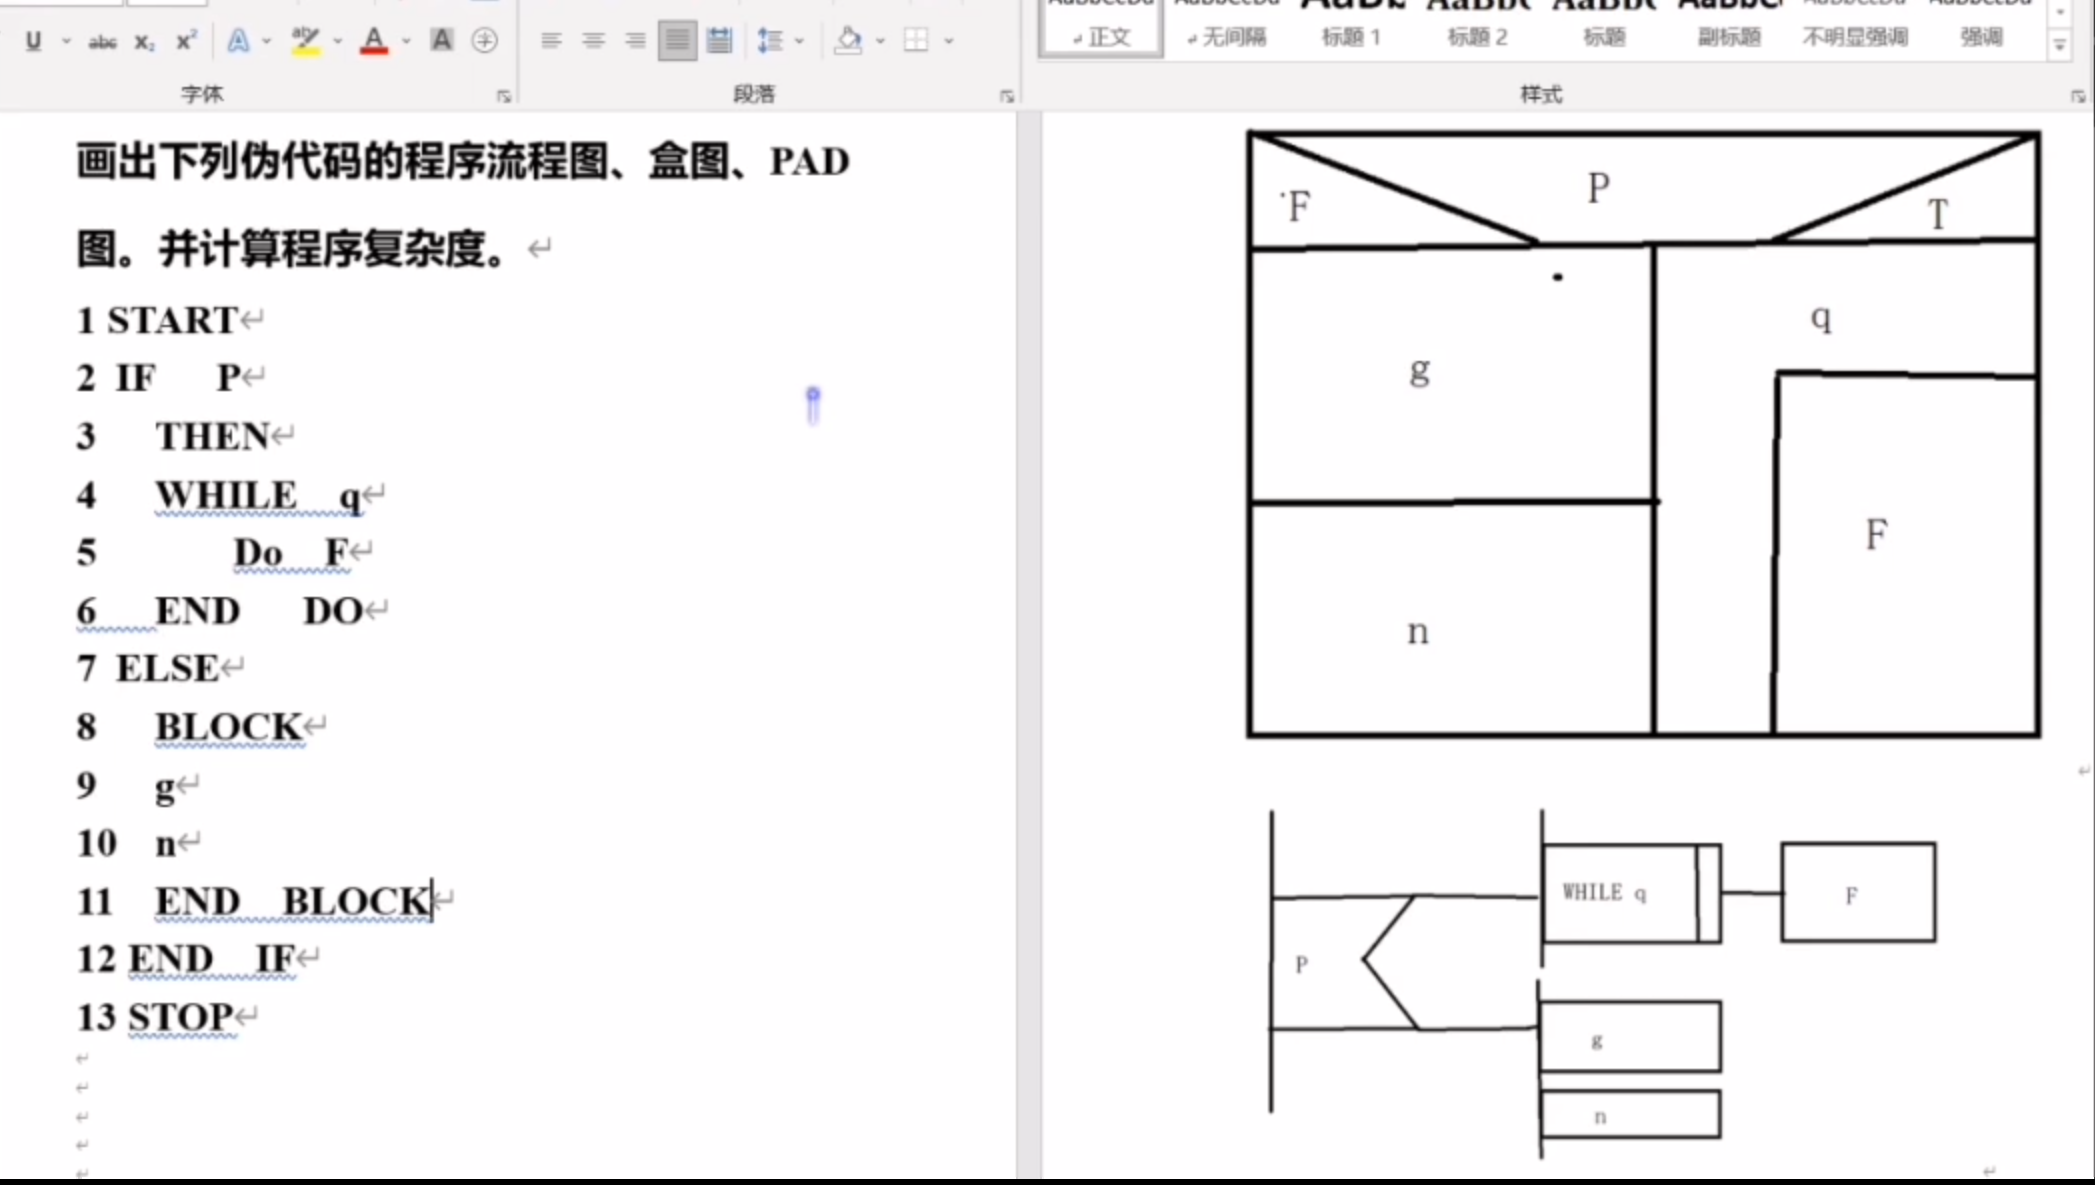 正文
无间隔
标题 1
标题 2
标题
副标题
不明显强调
强调
字体
段落
样式
画出下列伪代码的程序流程图、盒图、PAD
图。并计算程序复杂度。
1 START
2 IF P
3 THEN
4 WHILE q
5 Do F
6 END DO
7 ELSE
8 BLOCK
9 g
10 n
11 END BLOCK
12 END IF
13 STOP
F
P
T
g
q
n
F
P
WHILE q
F
g
n